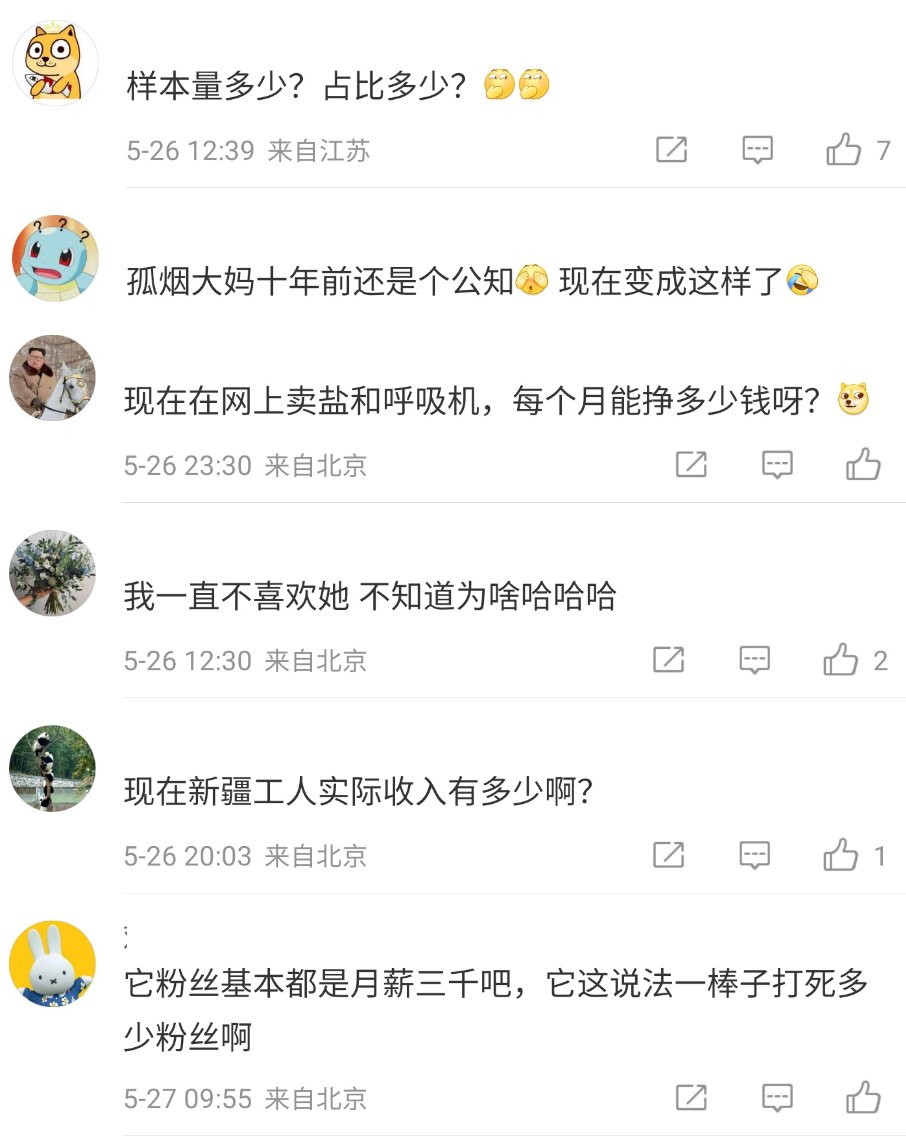 样本量多少？占比多少？
5-26 12:39 来自江苏
7
孤烟大妈十年前还是个公知 现在变成这样了
现在在网上卖盐和呼吸机，每个月能挣多少钱呀？
5-26 23:30 来自北京
我一直不喜欢她 不知道为啥哈哈哈
5-26 12:30 来自北京
2
现在新疆工人实际收入有多少啊？
5-26 20:03 来自北京
1
它粉丝基本都是月薪三千吧，它这说法一棒子打死多
少粉丝啊
5-27 09:55 来自北京